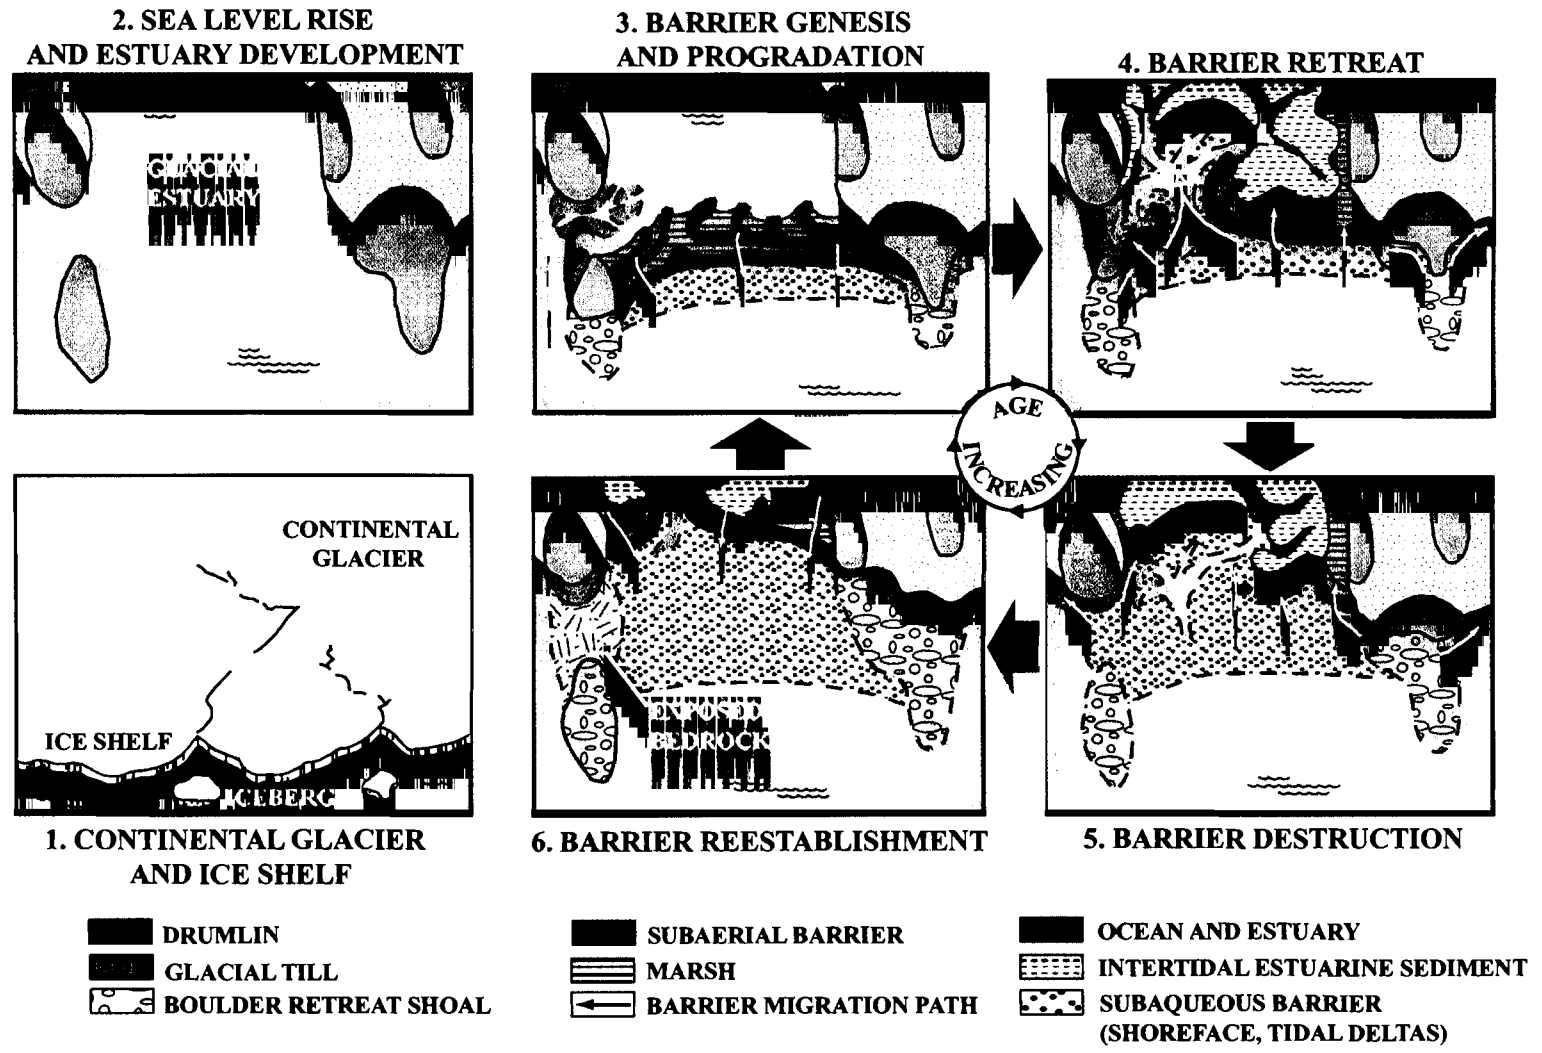 2. SEA LEVEL RISE
AND ESTUARY DEVELOPMENT
3. BARRIER GENESIS
AND PROGRADATION
4. BARRIER RETREAT
GLACIAL
ESTUARY
AGE
INCREASING
CONTINENTAL
GLACIER
ICE SHELF
ICEBERG
EXPOSED
BEDROCK
1. CONTINENTAL GLACIER
AND ICE SHELF
6. BARRIER REESTABLISHMENT
5. BARRIER DESTRUCTION
DRUMLIN
GLACIAL TILL
BOULDER RETREAT SHOAL
SUBAERIAL BARRIER
MARSH
BARRIER MIGRATION PATH
OCEAN AND ESTUARY
INTERTIDAL ESTUARINE SEDIMENT
SUBAQUEOUS BARRIER
(SHOREFACE, TIDAL DELTAS)